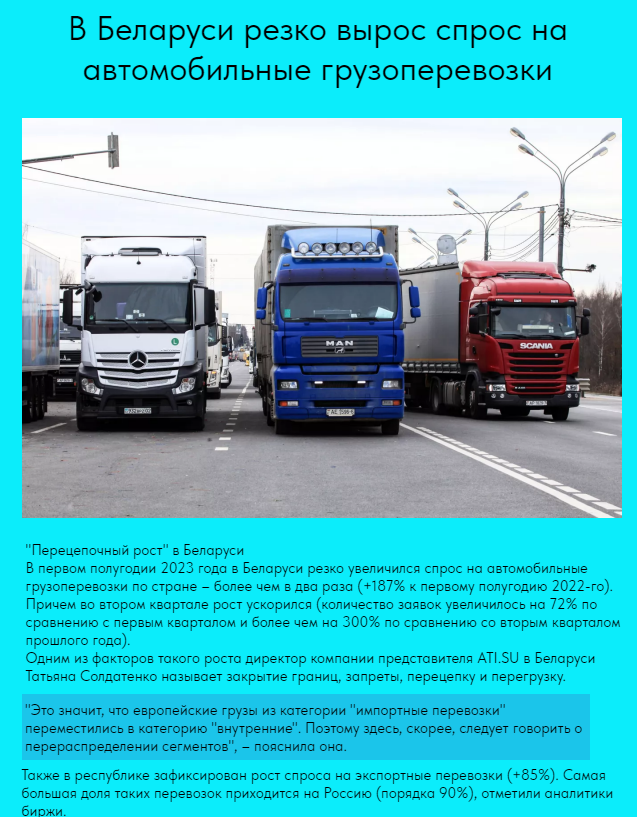 В Беларуси резко вырос спрос на
автомобильные грузоперевозки
MAN
SCANIA
"Перецепочный рост" в Беларуси
В первом полугодии 2023 года в Беларуси резко увеличился спрос на автомобильные
грузоперевозки по стране – более чем в два раза (+187% к первому полугодию 2022-го).
Причем во втором квартале рост ускорился (количество заявок увеличилось на 72% по
сравнению с первым кварталом и более чем на 300% по сравнению со вторым кварталом
прошлого года).
Одним из факторов такого роста директор компании представителя ATI.SU в Беларуси
Татьяна Солдатенко называет закрытие границ, запреты, перецепку и перегрузку.
"Это значит, что европейские грузы из категории "импортные перевозки"
переместились в категорию "внутренние". Поэтому здесь, скорее, следует говорить о
перераспределении сегментов", – пояснила она.
Также в республике зафиксирован рост спроса на экспортные перевозки (+85%). Самая
большая доля таких перевозок приходится на Россию (порядка 90%), отметили аналитики
биржи.